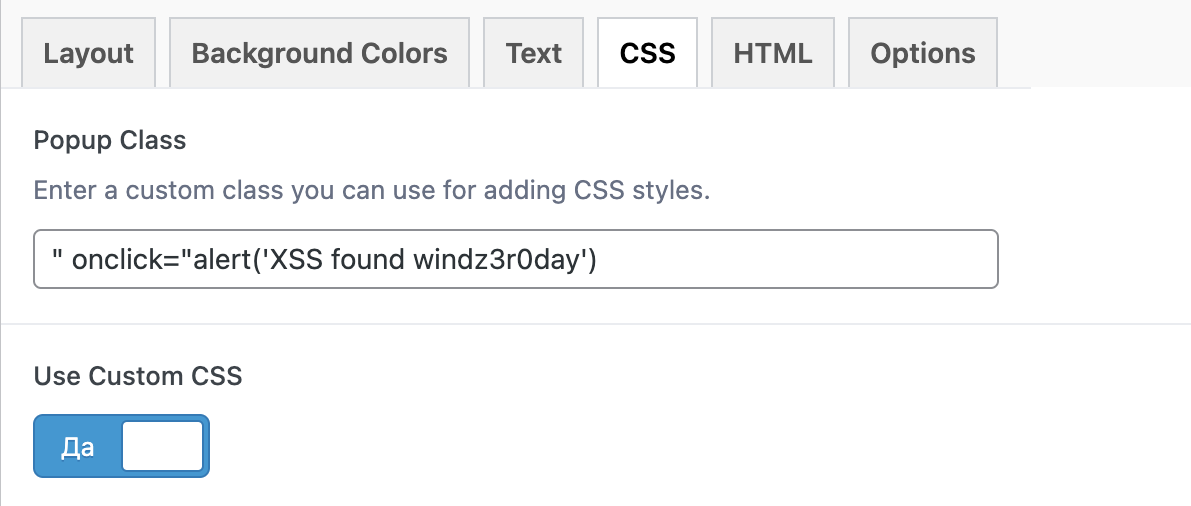 Layout Background Colors Text CSS HTML Options
Popup Class
Enter a custom class you can use for adding CSS styles.
" onclick="alert('XSS found windz3r0day')
Use Custom CSS
Да